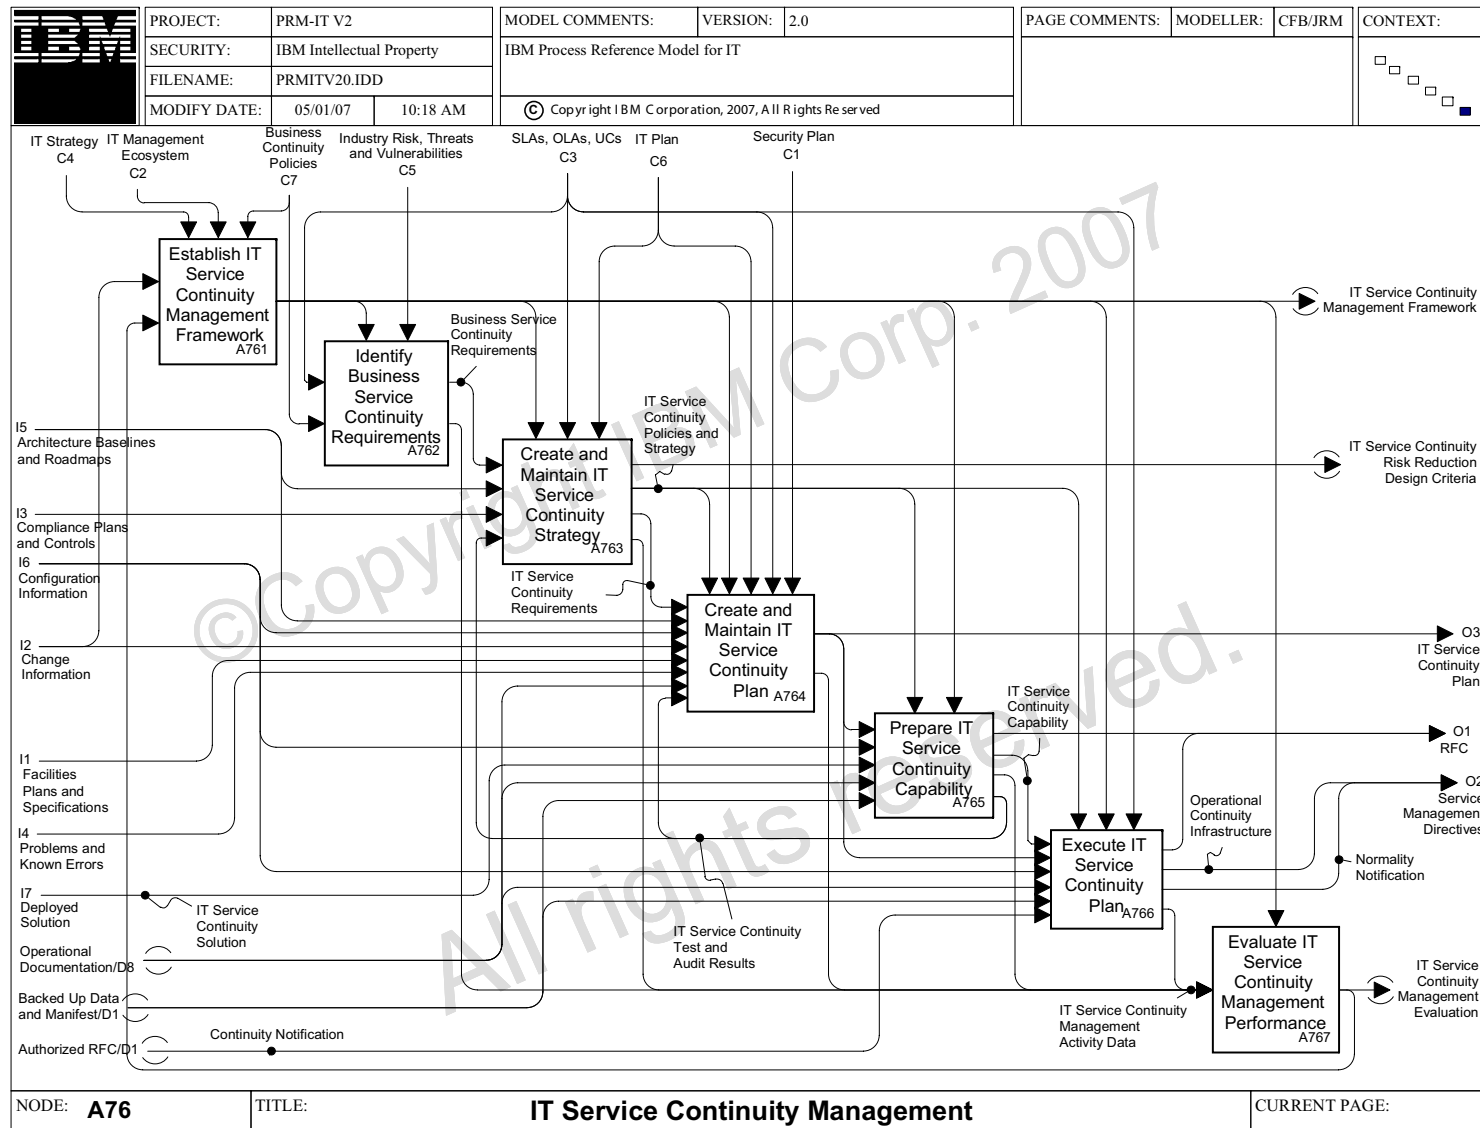 IBM
PROJECT: PRM-IT V2
MODEL COMMENTS: VERSION: 2.0
PAGE COMMENTS: MODELLER: CFB/JRM CONTEXT:
SECURITY: IBM Intellectual Property
IBM Process Reference Model for IT
FILENAME: PRMITV20.IDD
MODIFY DATE: 05/01/07 10:18 AM
© Copyright IBM Corporation, 2007, All Rights Reserved
IT Strategy
C4
IT Management
Ecosystem
C2
Business
Continuity
Policies
C7
Industry Risk, Threats
and Vulnerabilities
C5
SLAs, OLAs, UCs
C3
IT Plan
C6
Security Plan
C1
Establish IT
Service
Continuity
Management
Framework
A761
IT Service Continuity
Management Framework
Business Service
Continuity
Requirements
Identify
Business
Service
Continuity
Requirements
A762
IT Service
Continuity
Policies and
Strategy
I5
Architecture Baselines
and Roadmaps
Create and
Maintain IT
Service
Continuity
Strategy
A763
IT Service Continuity
Risk Reduction
Design Criteria
I3
Compliance Plans
and Controls
I6
Configuration
Information
IT Service
Continuity
Requirements
Create and
Maintain IT
Service
Continuity
Plan
A764
I2
Change
Information
O3
IT Service
Continuity
Plan
IT Service
Continuity
Capability
Prepare IT
Service
Continuity
Capability
A765
O1
RFC
I1
Facilities
Plans and
Specifications
O2
Service
Management
Directives
Operational
Continuity
Infrastructure
I4
Problems and
Known Errors
Execute IT
Service
Continuity
Plan
A766
Normality
Notification
I7
Deployed
Solution
IT Service
Continuity
Solution
IT Service Continuity
Test and
Audit Results
Operational
Documentation/D8
Evaluate IT
Service
Continuity
Management
Performance
A767
IT Service
Continuity
Management
Evaluation
Backed Up Data
and Manifest/D1
IT Service Continuity
Management
Activity Data
Authorized RFC/D1
Continuity Notification
©Copyright IBM Corp. 2007
All rights reserved.
NODE: A76
TITLE: IT Service Continuity Management
CURRENT PAGE: